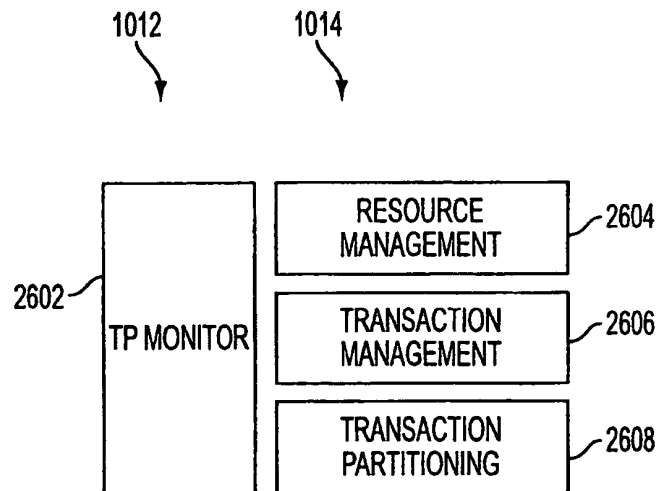 1012
1014
RESOURCE
MANAGEMENT
2604
2602
TP MONITOR
TRANSACTION
MANAGEMENT
2606
TRANSACTION
PARTITIONING
2608